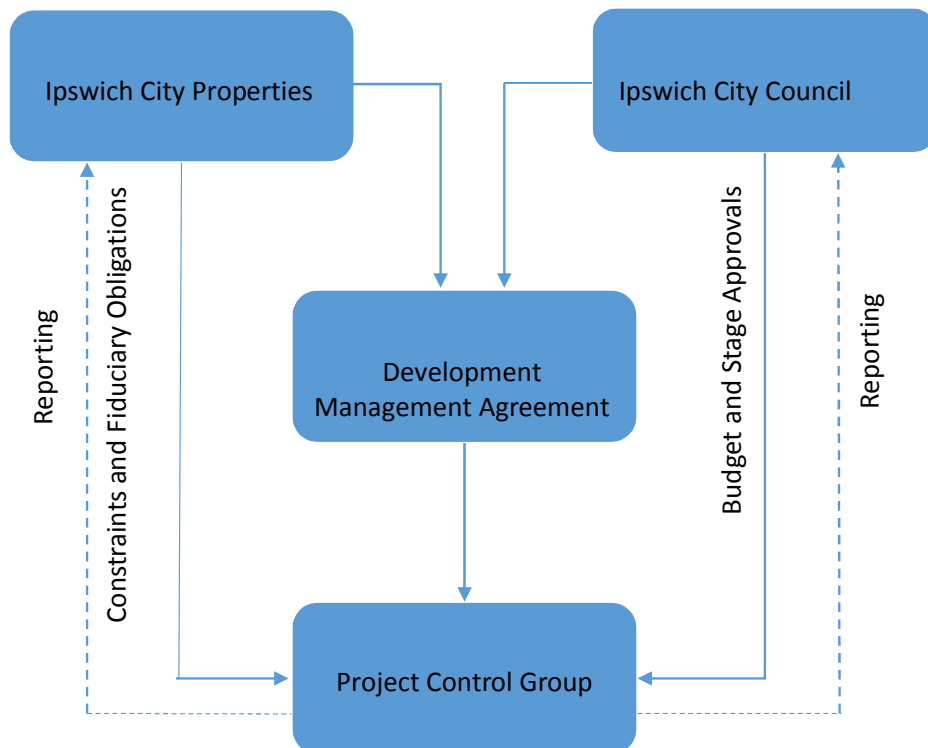 Ipswich City Properties
Ipswich City Council
Reporting
Constraints and Fiduciary Obligations
Budget and Stage Approvals
Reporting
Development
Management Agreement
Project Control Group